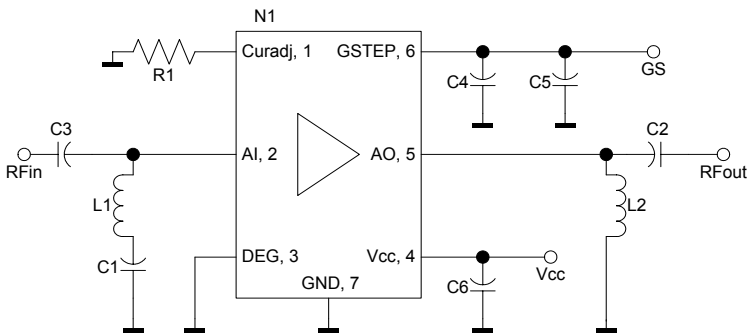 N1
Curadj, 1
GSTEP, 6
R1
C4
C5
GS
C3
C2
RFin
AI, 2
AO, 5
RFout
L1
L2
DEG, 3
Vcc, 4
C1
GND, 7
C6
Vcc